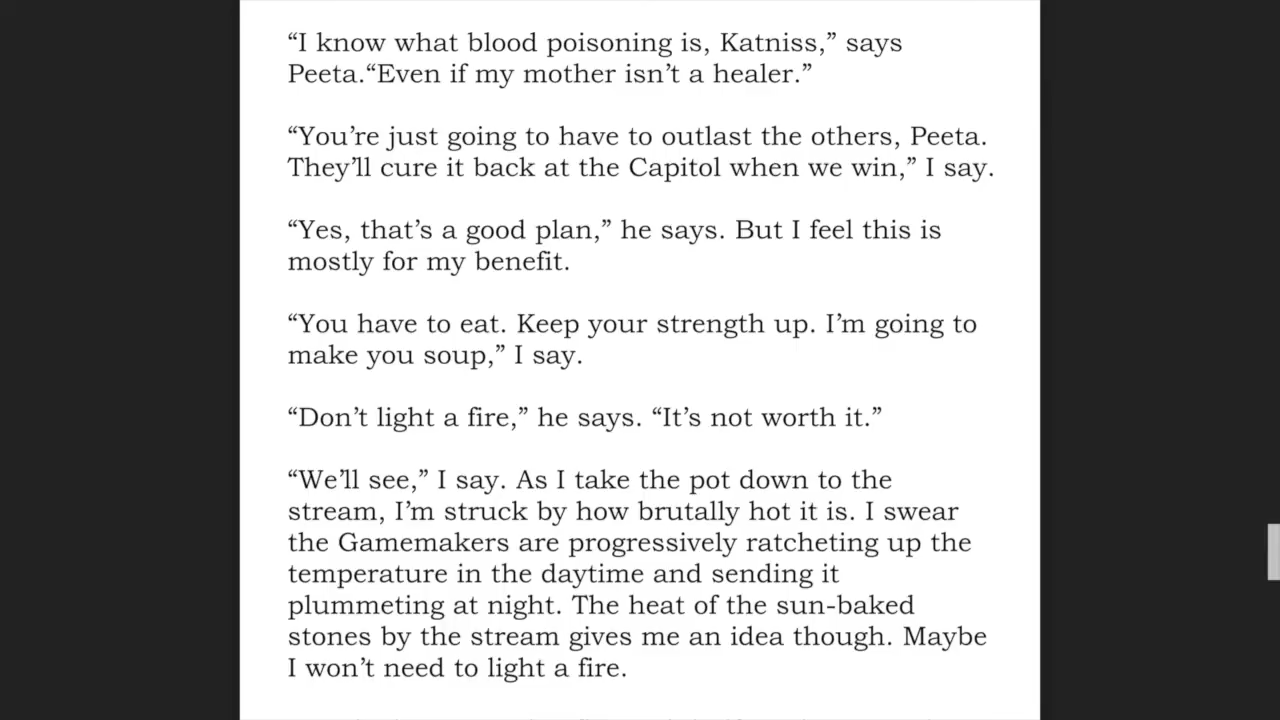 “I know what blood poisoning is, Katniss,” says
Peeta.“Even if my mother isn’t a healer.”
“You’re just going to have to outlast the others, Peeta.
They’ll cure it back at the Capitol when we win,” I say.
“Yes, that’s a good plan,” he says. But I feel this is
mostly for my benefit.
“You have to eat. Keep your strength up. I’m going to
make you soup,” I say.
“Don’t light a fire,” he says. “It’s not worth it.”
“We’ll see,” I say. As I take the pot down to the
stream, I’m struck by how brutally hot it is. I swear
the Gamemakers are progressively ratcheting up the
temperature in the daytime and sending it
plummeting at night. The heat of the sun-baked
stones by the stream gives me an idea though. Maybe
I won’t need to light a fire.